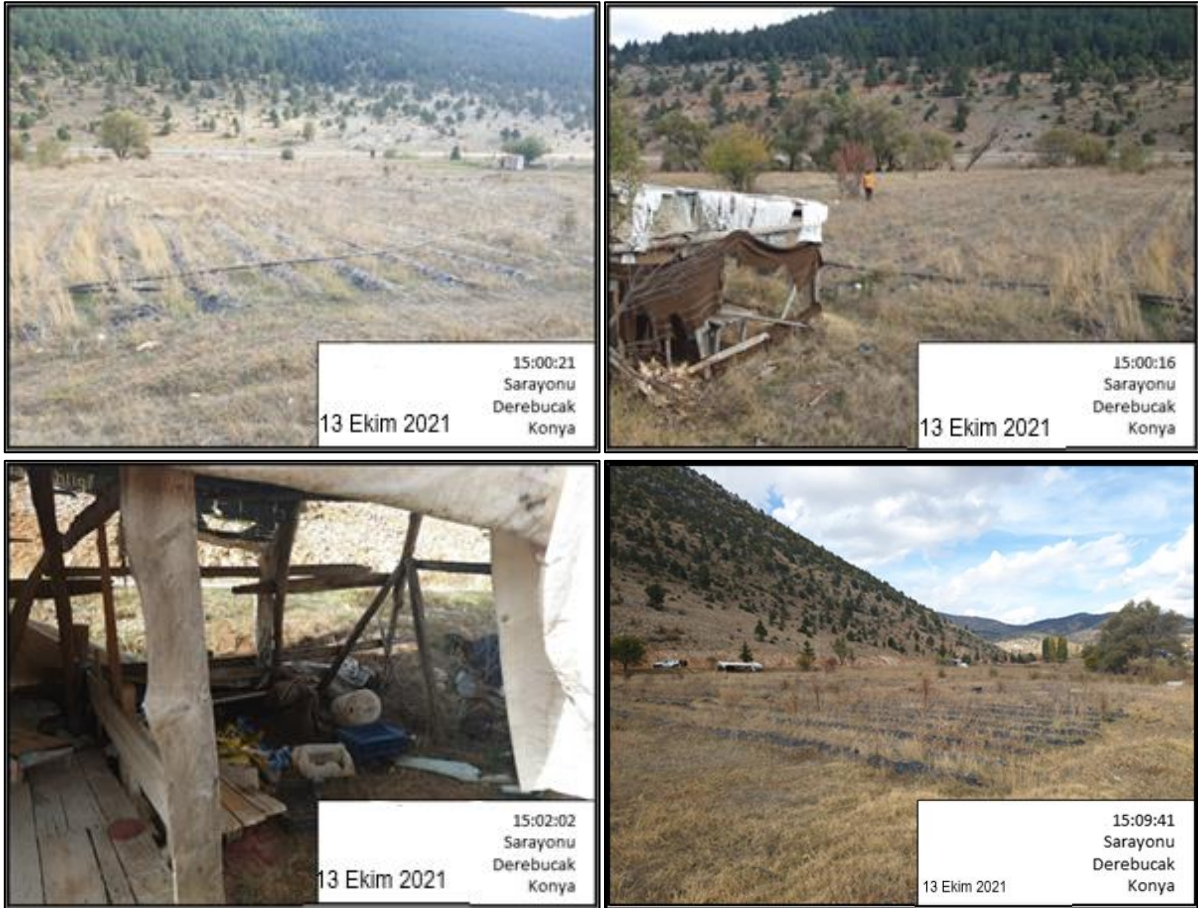 15:00:21
Sarayonu
Derebucak
13 Ekim 2021 Konya
15:00:16
Sarayonu
Derebucak
13 Ekim 2021 Konya
15:02:02
Sarayonu
Derebucak
13 Ekim 2021 Konya
15:09:41
Sarayonu
Derebucak
13 Ekim 2021 Konya